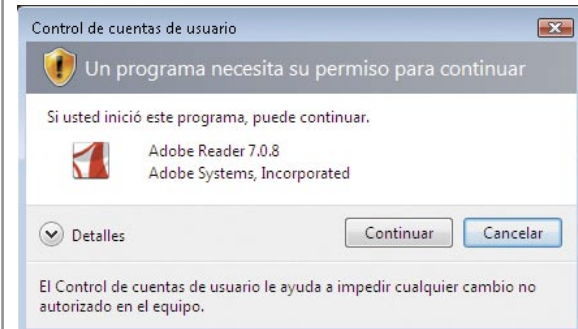 Control de cuentas de usuario
Un programa necesita su permiso para continuar
Si usted inició este programa, puede continuar.
Adobe Reader 7.0.8
Adobe Systems, Incorporated
Detalles
Continuar
Cancelar
El Control de cuentas de usuario le ayuda a impedir cualquier cambio no
autorizado en el equipo.